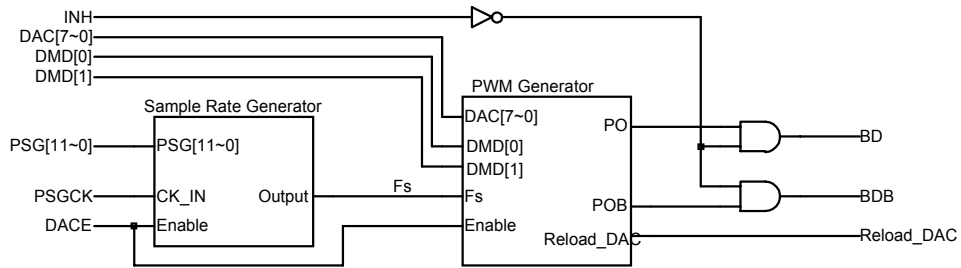 INH
DAC[7~0]
DMD[0]
DMD[1]
PWM Generator
Sample Rate Generator
DAC[7~0]
PO
BD
PSG[11~0]
PSG[11~0]
DMD[0]
DMD[1]
PSGCK
CK_IN
Output
Fs
Fs
POB
BDB
DACE
Enable
Enable
Reload_DAC
Reload_DAC